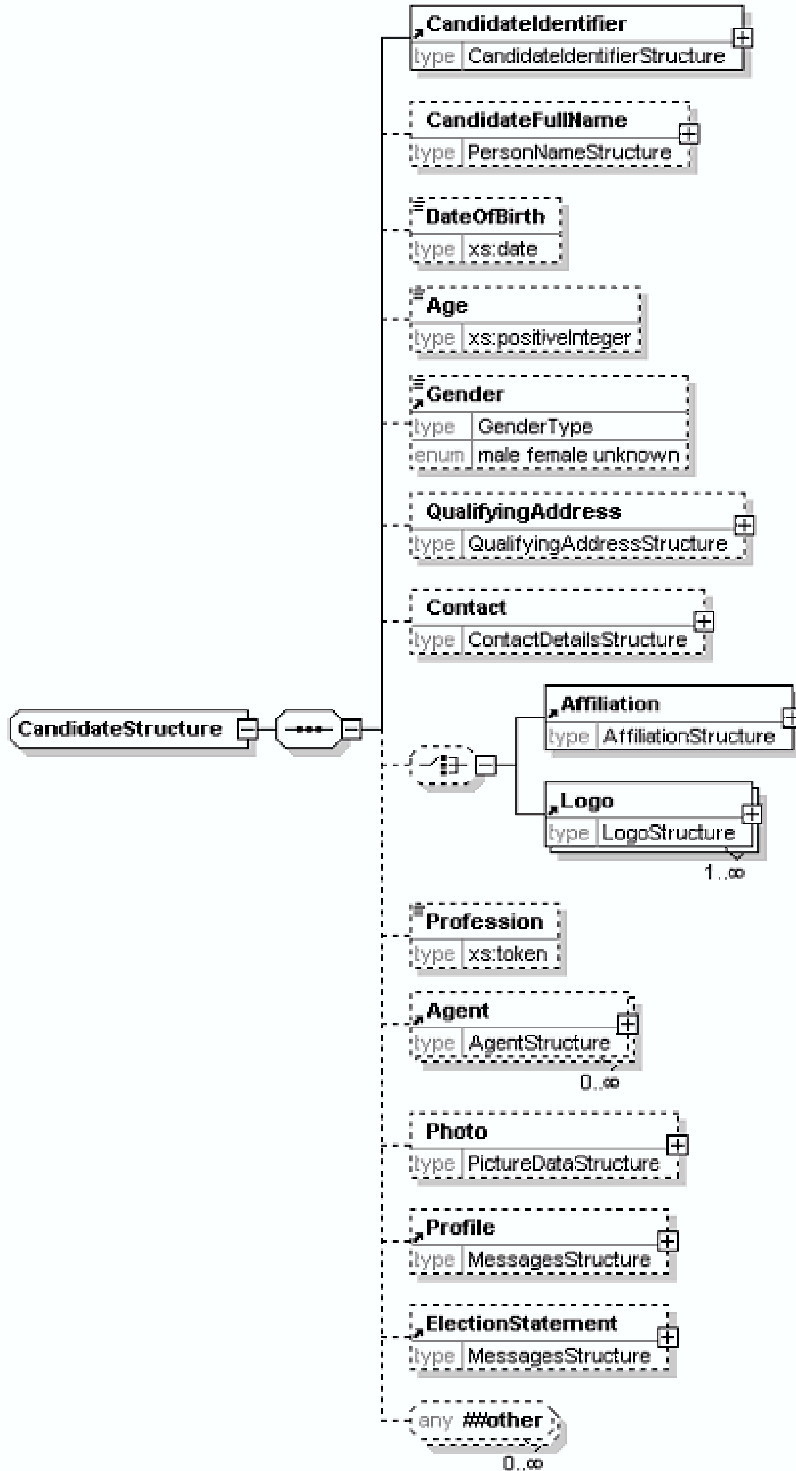 CandidateIdentifier
type CandidateIdentifierStructure
CandidateFullName
type PersonNameStructure
DateOfBirth
type xs:date
Age
type xs:positiveInteger
Gender
type GenderType
enum male female unknown
QualifyingAddress
type QualifyingAddressStructure
Contact
type ContactDetailsStructure
CandidateStructure
Affiliation
type AffiliationStructure
Logo
type LogoStructure
1..∞
Profession
type xs:token
Agent
type AgentStructure
0..∞
Photo
type PictureDataStructure
Profile
type MessagesStructure
ElectionStatement
type MessagesStructure
any ##other
0..∞